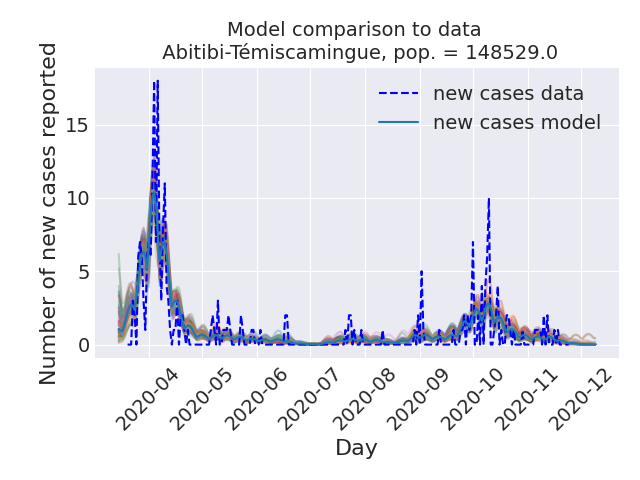 Model comparison to data
Abitibi-Témiscamingue, pop. = 148529.0
Number of new cases reported
15
10
5
0
new cases data
new cases model
2020-04
2020-05
2020-06
2020-07
2020-08
2020-09
2020-10
2020-11
2020-12
Day